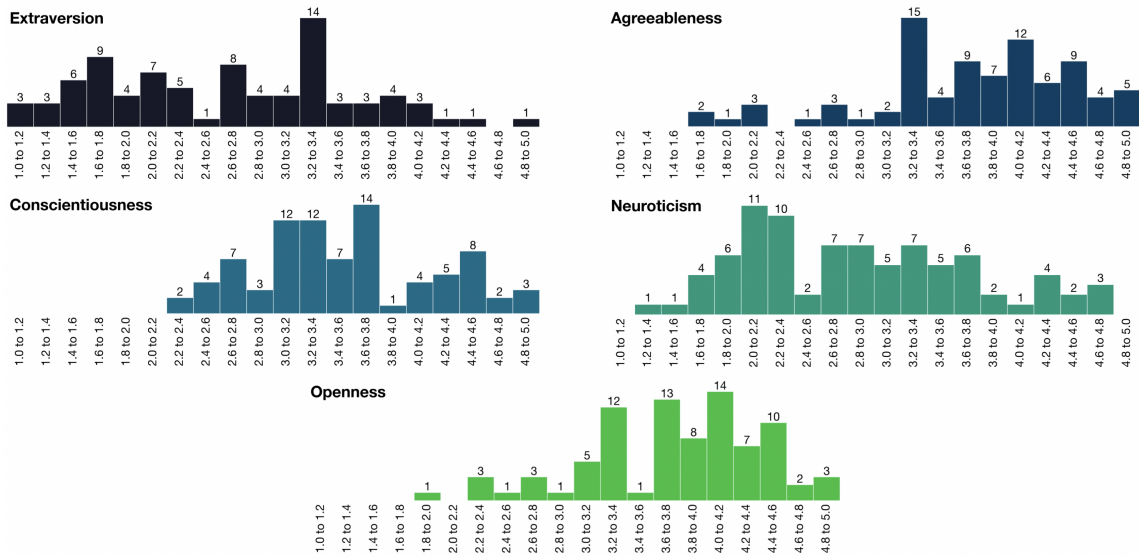 Extraversion
3 3 6 9 4 7 5 1 8 4 4 14 3 3 4 3 1 1 1
1.0 to 1.2 1.2 to 1.4 1.4 to 1.6 1.6 to 1.8 1.8 to 2.0 2.0 to 2.2 2.2 to 2.4 2.4 to 2.6 2.6 to 2.8 2.8 to 3.0 3.0 to 3.2 3.2 to 3.4 3.4 to 3.6 3.6 to 3.8 3.8 to 4.0 4.0 to 4.2 4.2 to 4.4 4.4 to 4.6 4.6 to 4.8 4.8 to 5.0
Agreeableness
2 1 3 1 3 1 2 15 4 9 7 12 6 9 4 5
1.0 to 1.2 1.2 to 1.4 1.4 to 1.6 1.6 to 1.8 1.8 to 2.0 2.0 to 2.2 2.2 to 2.4 2.4 to 2.6 2.6 to 2.8 2.8 to 3.0 3.0 to 3.2 3.2 to 3.4 3.4 to 3.6 3.6 to 3.8 3.8 to 4.0 4.0 to 4.2 4.2 to 4.4 4.4 to 4.6 4.6 to 4.8 4.8 to 5.0
Conscientiousness
2 4 7 3 12 12 7 14 1 4 5 8 2 3
1.0 to 1.2 1.2 to 1.4 1.4 to 1.6 1.6 to 1.8 1.8 to 2.0 2.0 to 2.2 2.2 to 2.4 2.4 to 2.6 2.6 to 2.8 2.8 to 3.0 3.0 to 3.2 3.2 to 3.4 3.4 to 3.6 3.6 to 3.8 3.8 to 4.0 4.0 to 4.2 4.2 to 4.4 4.4 to 4.6 4.6 to 4.8 4.8 to 5.0
Neuroticism
1 1 4 6 11 10 2 7 7 5 7 5 6 2 1 4 2 3
1.0 to 1.2 1.2 to 1.4 1.4 to 1.6 1.6 to 1.8 1.8 to 2.0 2.0 to 2.2 2.2 to 2.4 2.4 to 2.6 2.6 to 2.8 2.8 to 3.0 3.0 to 3.2 3.2 to 3.4 3.4 to 3.6 3.6 to 3.8 3.8 to 4.0 4.0 to 4.2 4.2 to 4.4 4.4 to 4.6 4.6 to 4.8 4.8 to 5.0
Openness
1 3 1 3 1 5 12 1 13 8 14 7 10 2 3
1.0 to 1.2 1.2 to 1.4 1.4 to 1.6 1.6 to 1.8 1.8 to 2.0 2.0 to 2.2 2.2 to 2.4 2.4 to 2.6 2.6 to 2.8 2.8 to 3.0 3.0 to 3.2 3.2 to 3.4 3.4 to 3.6 3.6 to 3.8 3.8 to 4.0 4.0 to 4.2 4.2 to 4.4 4.4 to 4.6 4.6 to 4.8 4.8 to 5.0